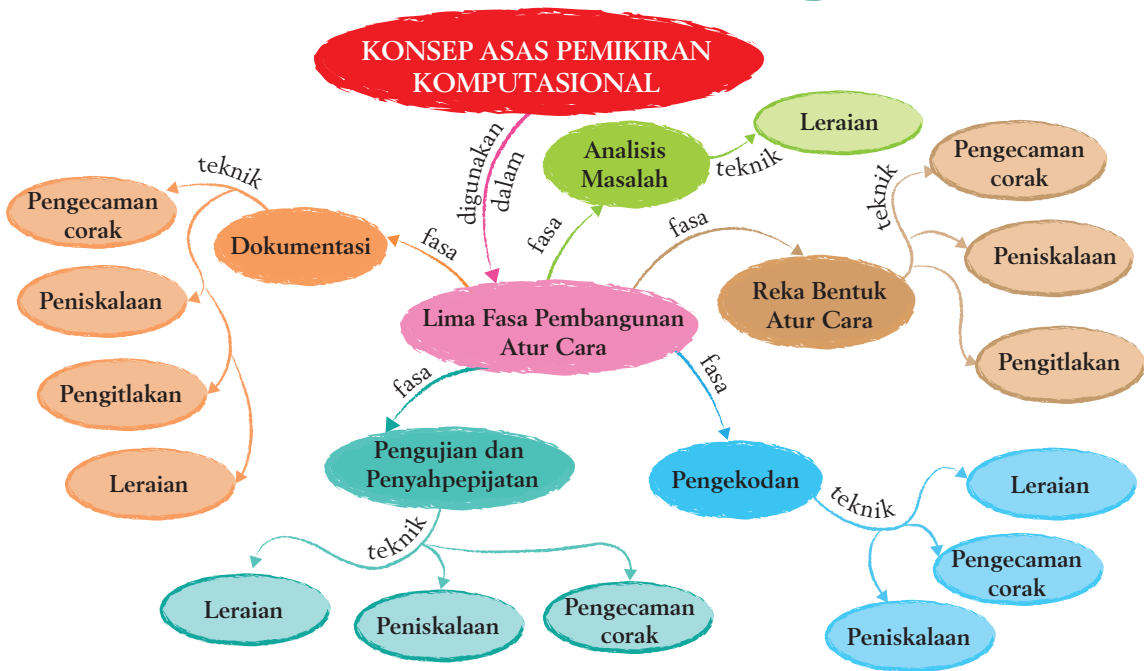 KONSEP ASAS PEMIKIRAN
KOMPUTASIONAL
digunakan
dalam
Lima Fasa Pembangunan
Atur Cara
fasa
Analisis
Masalah
teknik
Leraian
fasa
Reka Bentuk
Atur Cara
teknik
Pengecaman
corak
Peniskalaan
Pengitlakan
fasa
Pengekodan
teknik
Leraian
Pengecaman
corak
Peniskalaan
fasa
Pengujian dan
Penyahpepijatan
teknik
Leraian
Peniskalaan
Pengecaman
corak
fasa
Dokumentasi
teknik
Pengecaman
corak
Peniskalaan
Pengitlakan
Leraian